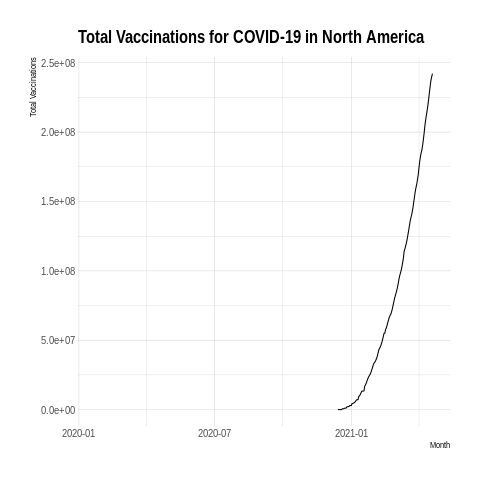 Total Vaccinations for COVID-19 in North America
Total Vaccinations
2.5e+08
2.0e+08
1.5e+08
1.0e+08
5.0e+07
0.0e+00
2020-01 2020-07 2021-01
Month